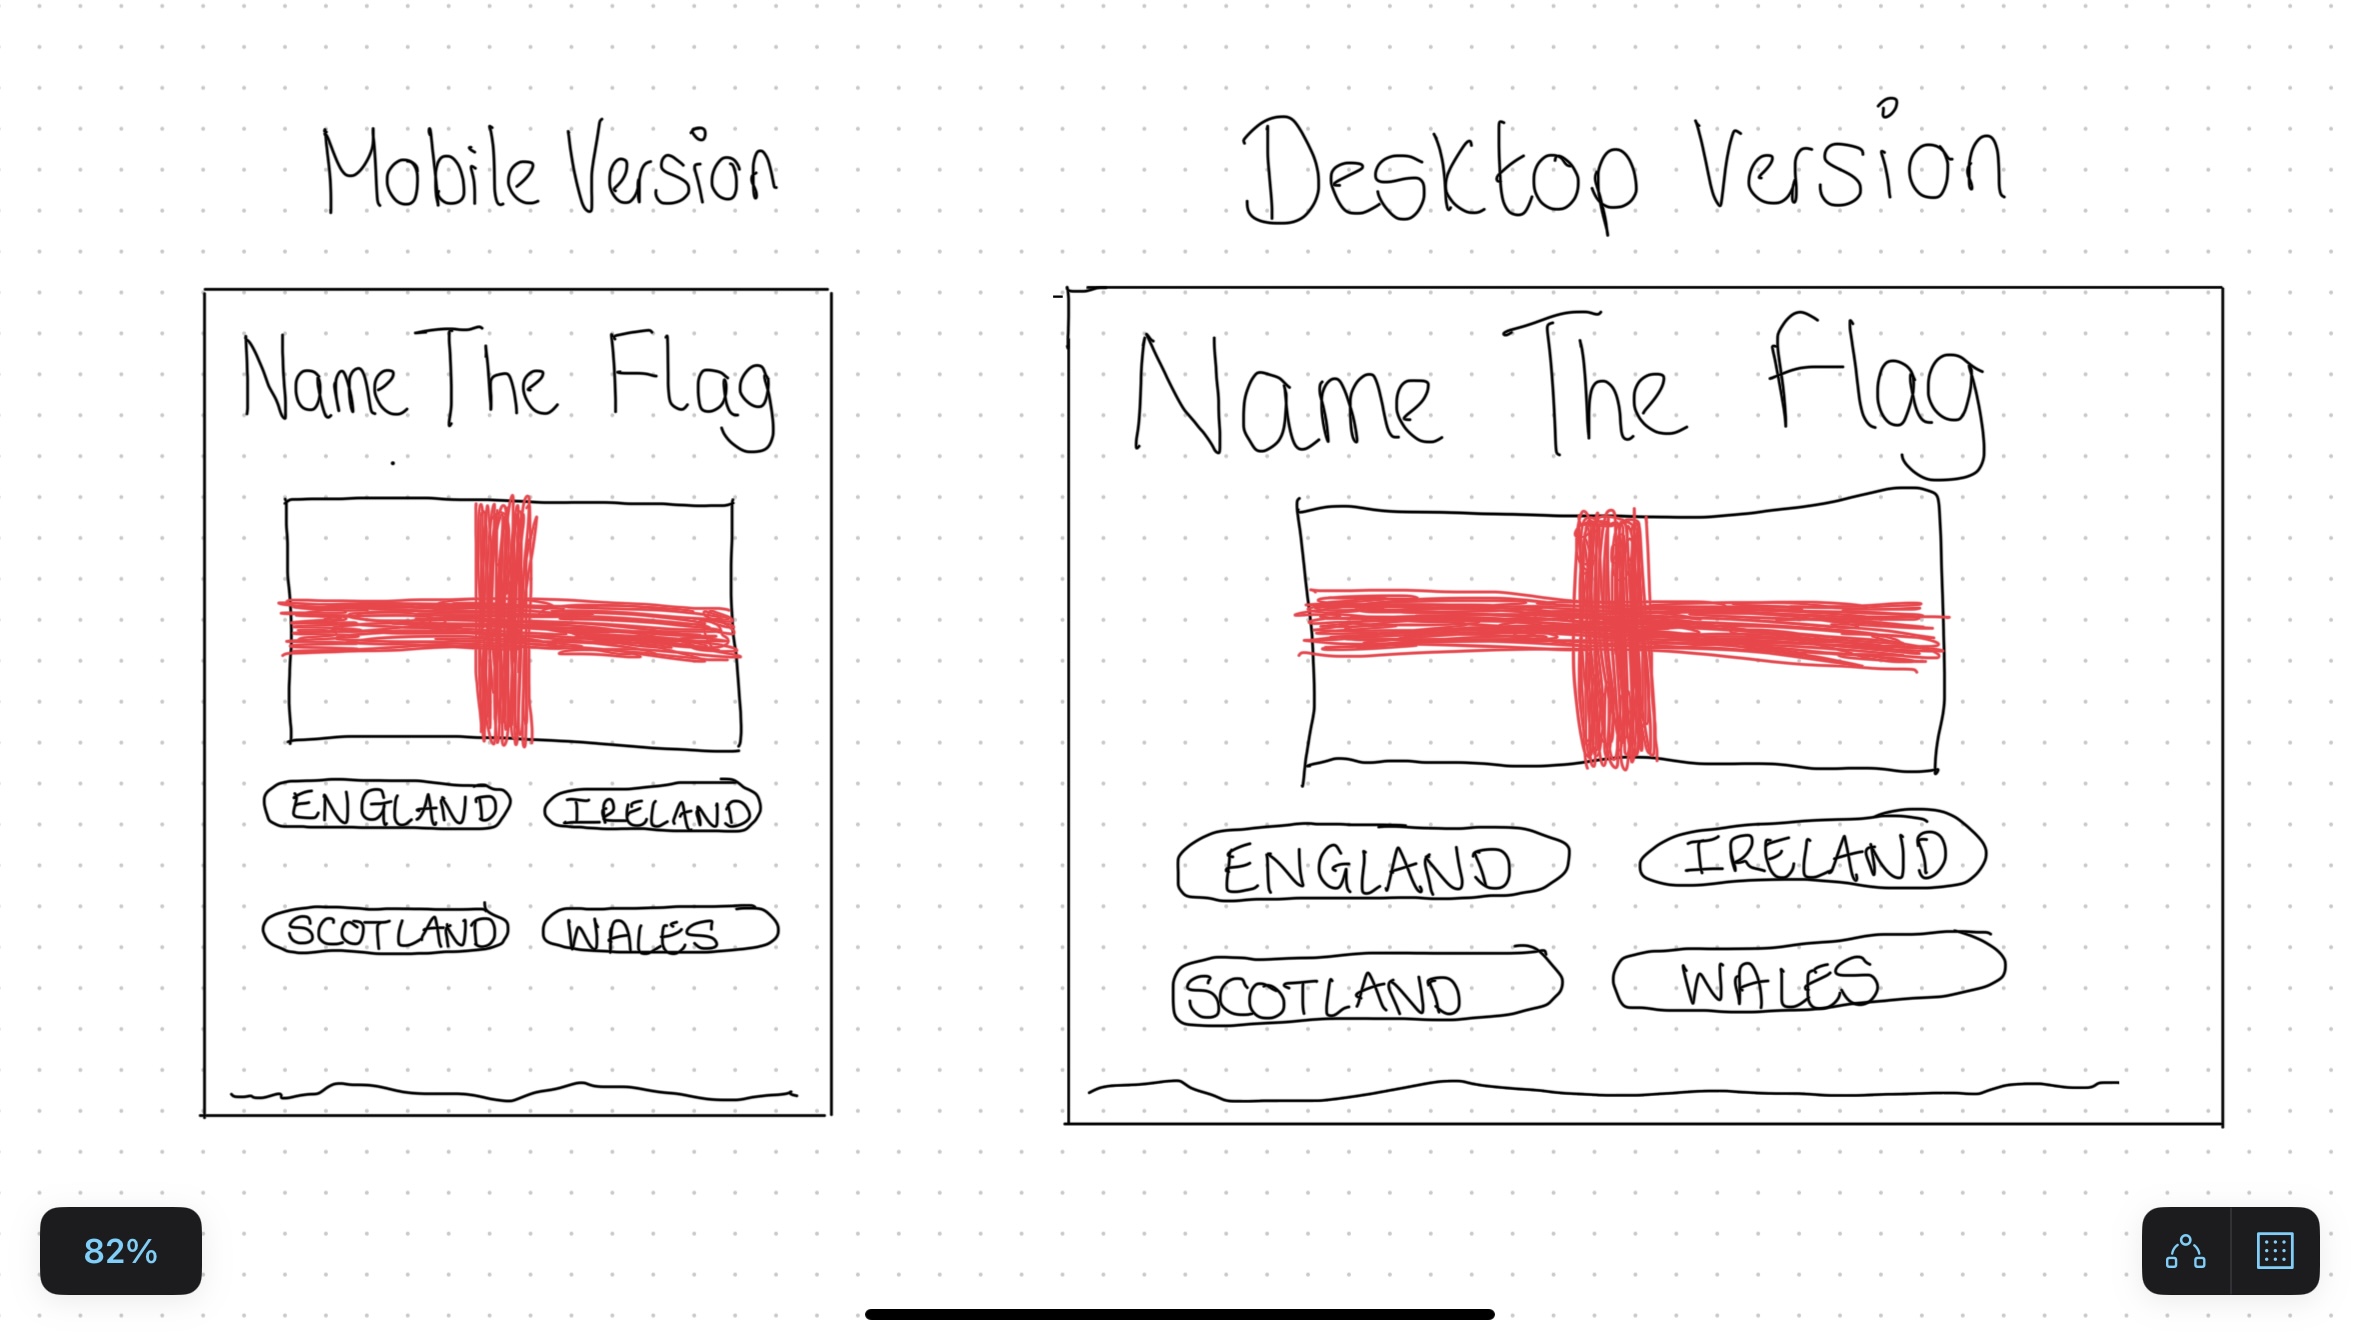 Mobile Version
Name The Flag
ENGLAND IRELAND
SCOTLAND WALES
Desktop Version
Name The Flag
ENGLAND IRELAND
SCOTLAND WALES
82%